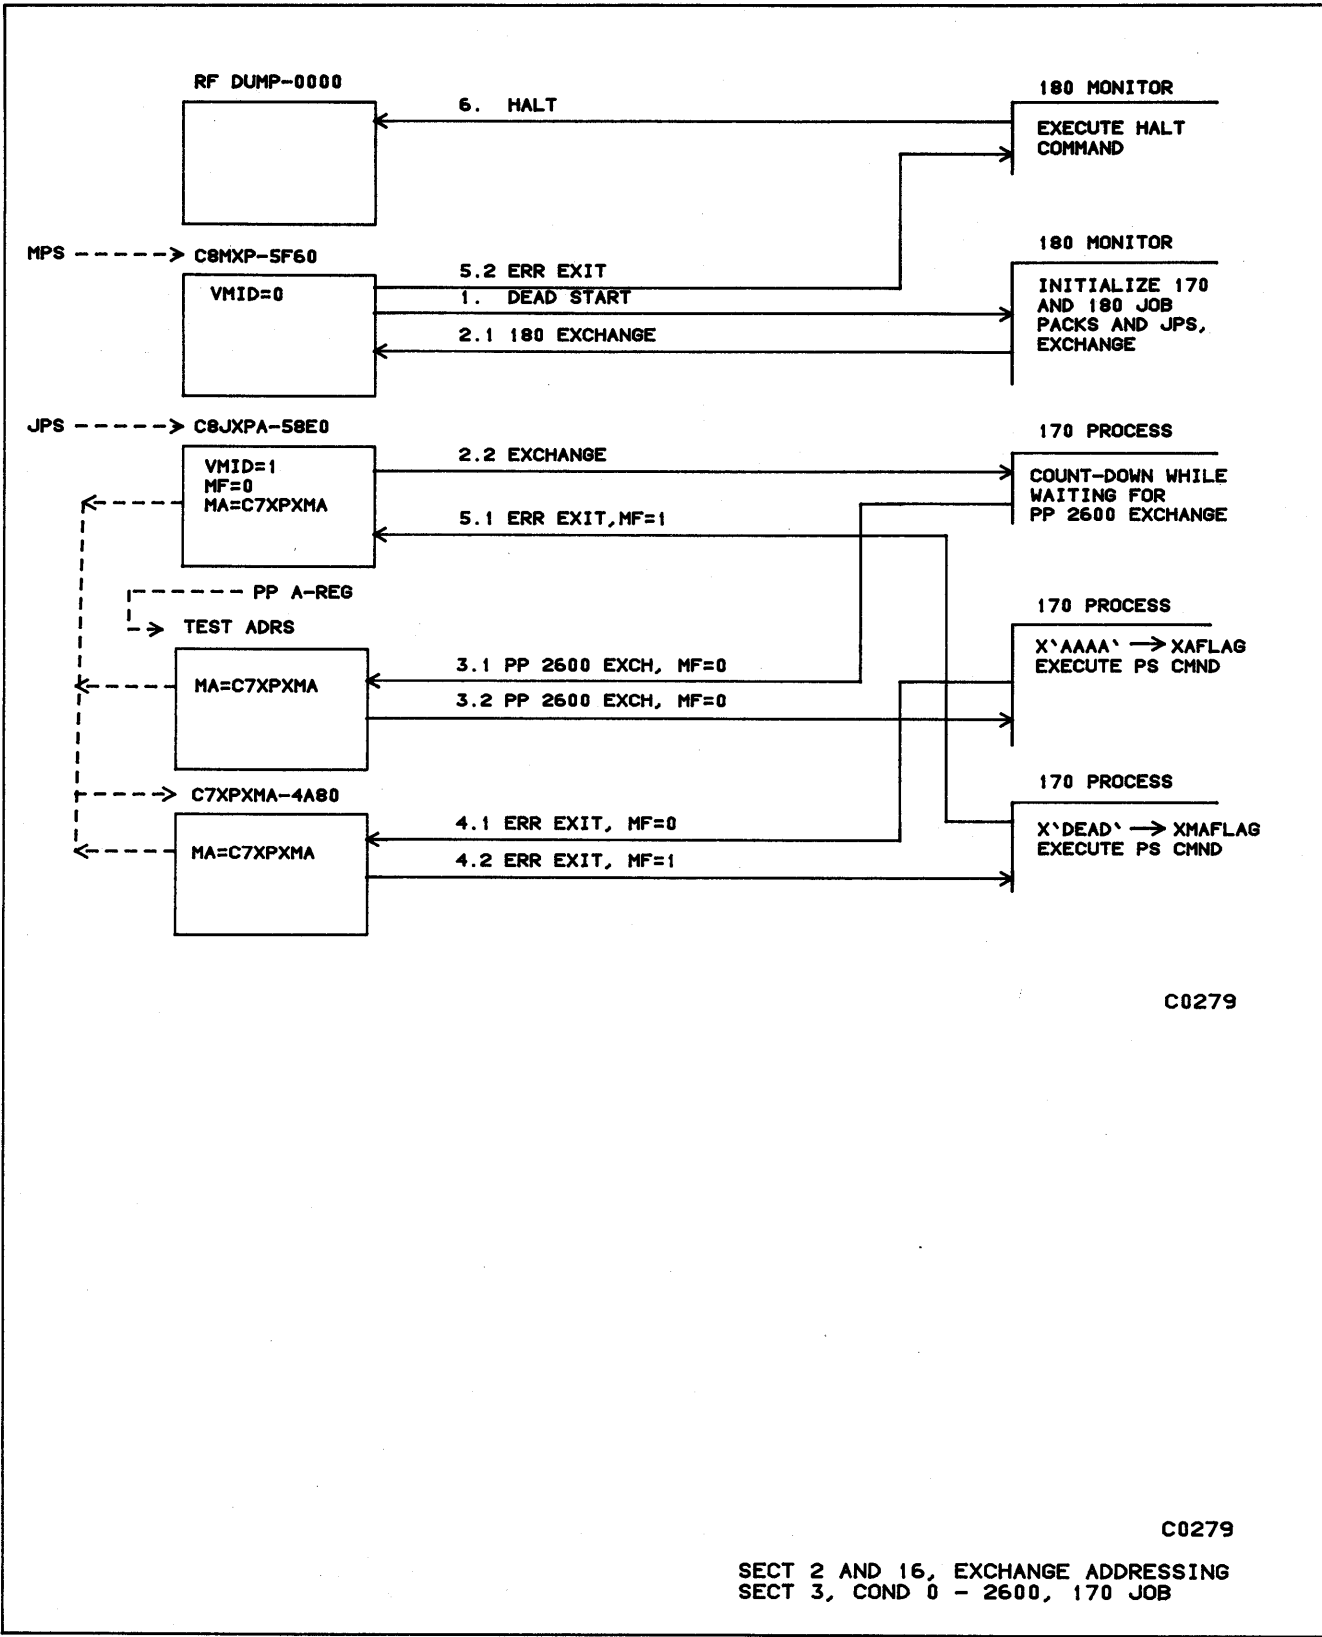 RF DUMP-0000
180 MONITOR
6. HALT
EXECUTE HALT
COMMAND
MPS
C8MXP-5F60
180 MONITOR
VMID=0
5.2 ERR EXIT
1. DEAD START
2.1 180 EXCHANGE
INITIALIZE 170
AND 180 JOB
PACKS AND JPS,
EXCHANGE
JPS
C8JXPA-58E0
170 PROCESS
VMID=1
MF=0
MA=C7XPXMA
2.2 EXCHANGE
5.1 ERR EXIT,MF=1
COUNT-DOWN WHILE
WAITING FOR
PP 2600 EXCHANGE
PP A-REG
TEST ADRS
170 PROCESS
MA=C7XPXMA
3.1 PP 2600 EXCH, MF=0
3.2 PP 2600 EXCH, MF=0
X`AAAA` → XAFLAG
EXECUTE PS CMND
C7XPXMA-4A80
170 PROCESS
MA=C7XPXMA
4.1 ERR EXIT, MF=0
4.2 ERR EXIT, MF=1
X`DEAD` → XMAFLAG
EXECUTE PS CMND
C0279
C0279
SECT 2 AND 16, EXCHANGE ADDRESSING
SECT 3, COND 0 - 2600, 170 JOB